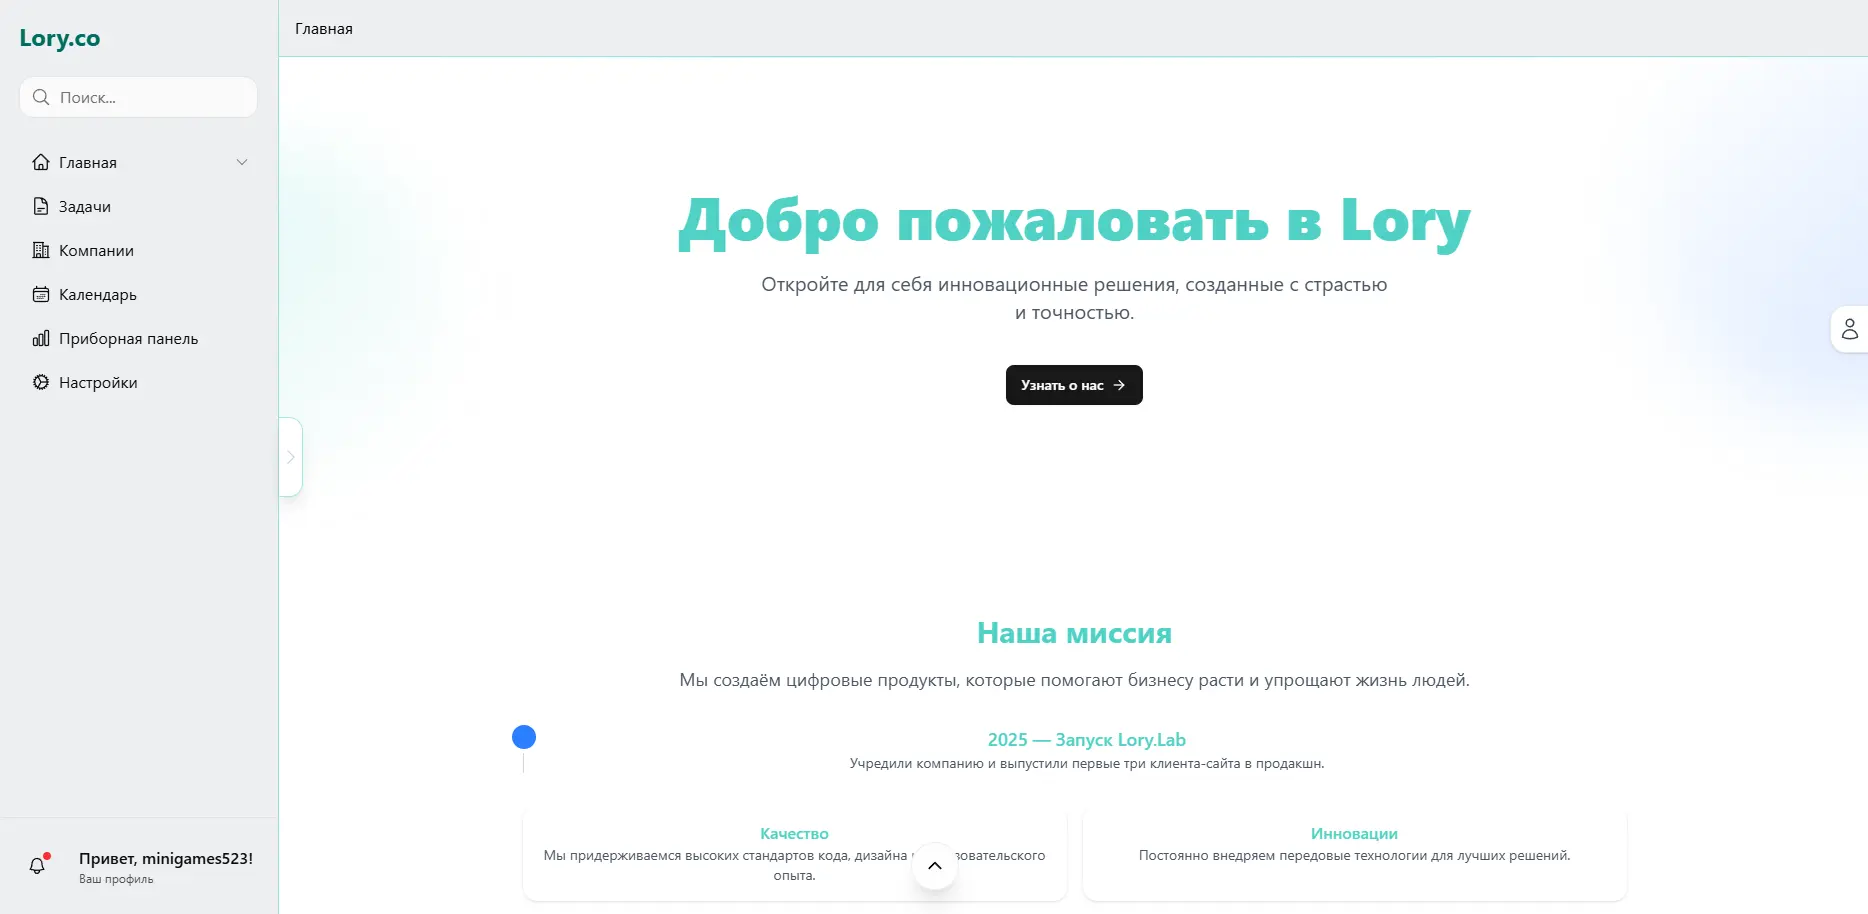 Lory.co
Поиск...
Главная
Задачи
Компании
Календарь
Приборная панель
Настройки
Привет, minigames523!
Ваш профиль
Главная
Добро пожаловать в Lory
Откройте для себя инновационные решения, созданные с страстью
и точностью.
Узнать о нас
Наша миссия
Мы создаём цифровые продукты, которые помогают бизнесу расти и упрощают жизнь людей.
2025 — Запуск Lory.Lab
Учредили компанию и выпустили первые три клиента-сайта в продакшн.
Качество
Мы придерживаемся высоких стандартов кода, дизайна
опыта.
Инновации
Постоянно внедряем передовые технологии для лучших решений.